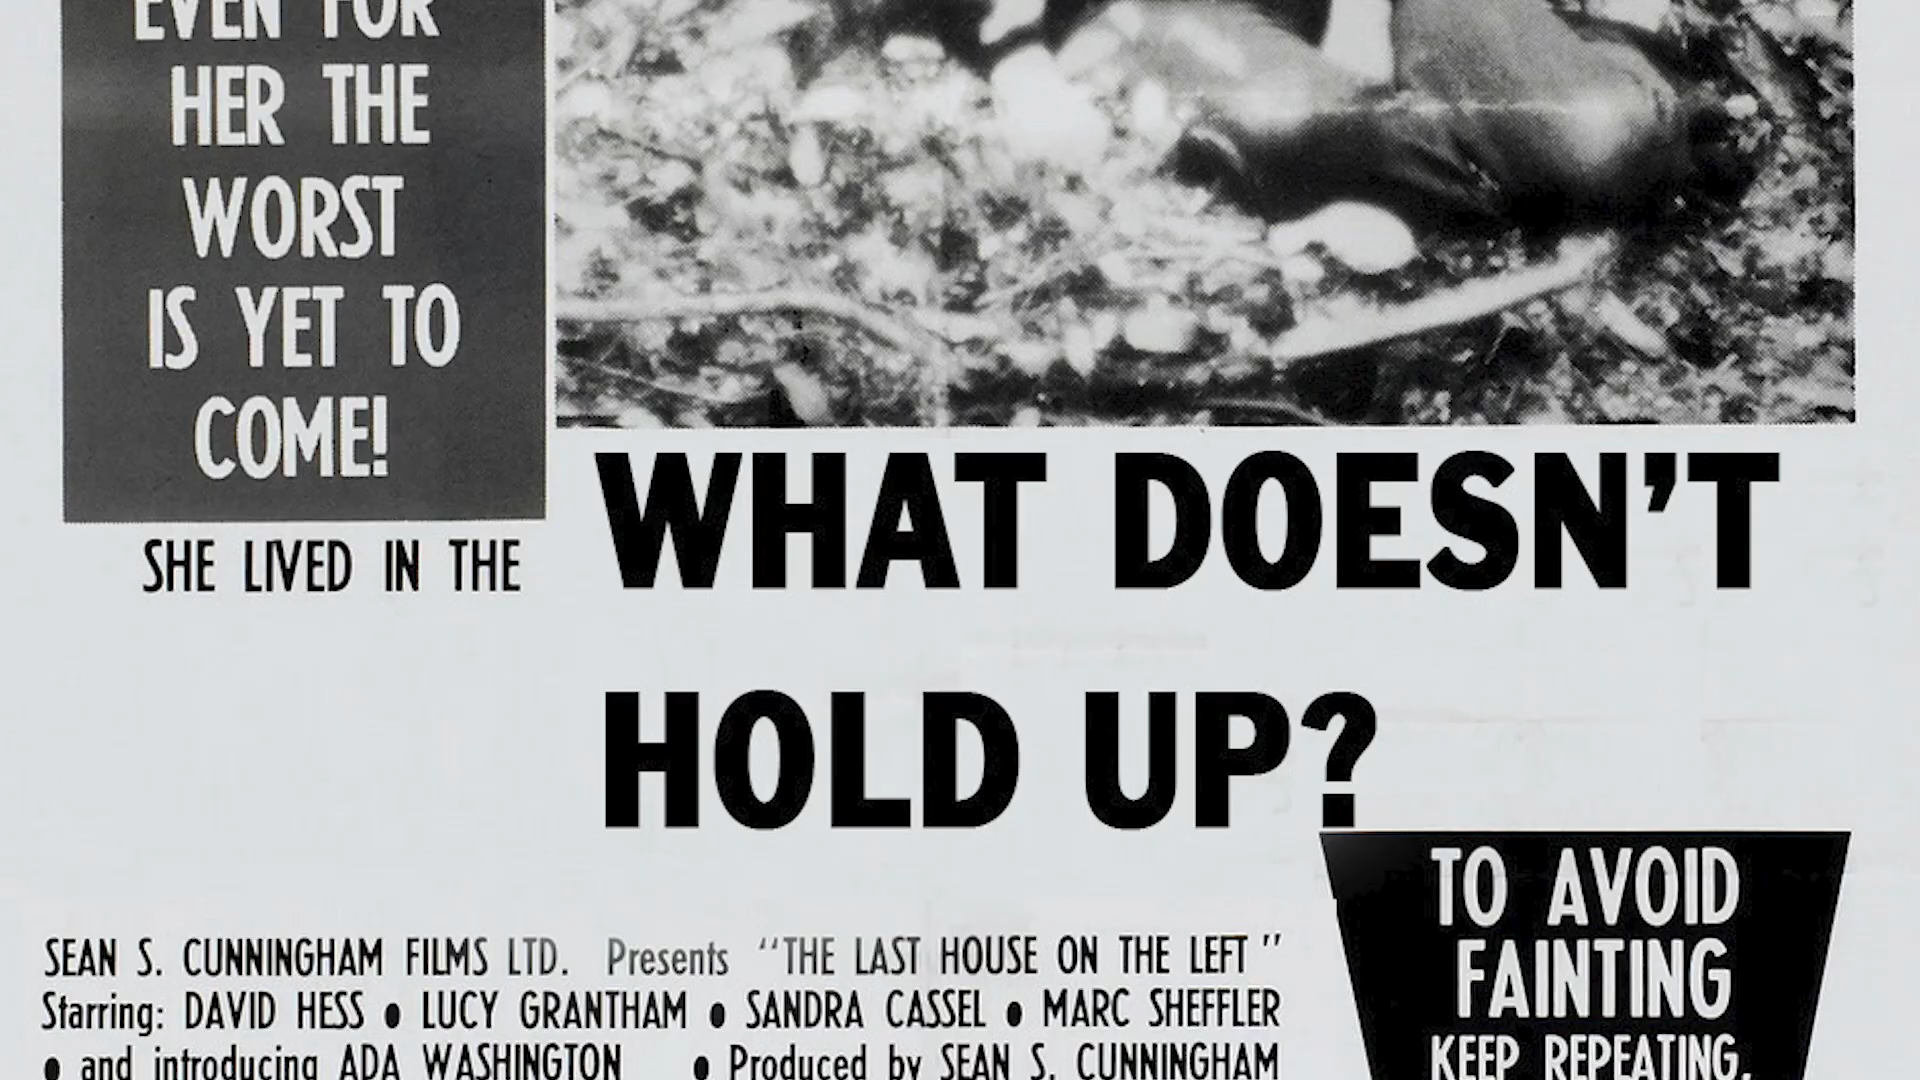 EVEN FOR
HER THE
WORST
IS YET TO
COME!
SHE LIVED IN THE
WHAT DOESN'T
HOLD UP?
TO AVOID
FAINTING
KEEP REPEATING,
SEAN S. CUNNINGHAM FILMS LTD. Presents "THE LAST HOUSE ON THE LEFT"
Starring: DAVID HESS • LUCY GRANTHAM • SANDRA CASSEL • MARC SHEFFLER
• and introducing ADA WASHINGTON • Produced by SEAN S. CUNNINGHAM